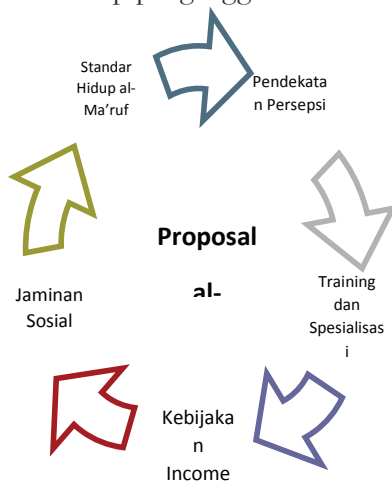 Standar
Hidup al-
Ma’ruf
Pendekata
n Persepsi
Proposal
al-
Training
dan
Spesialisas
i
Jaminan
Sosial
Kebijaka
n
Income